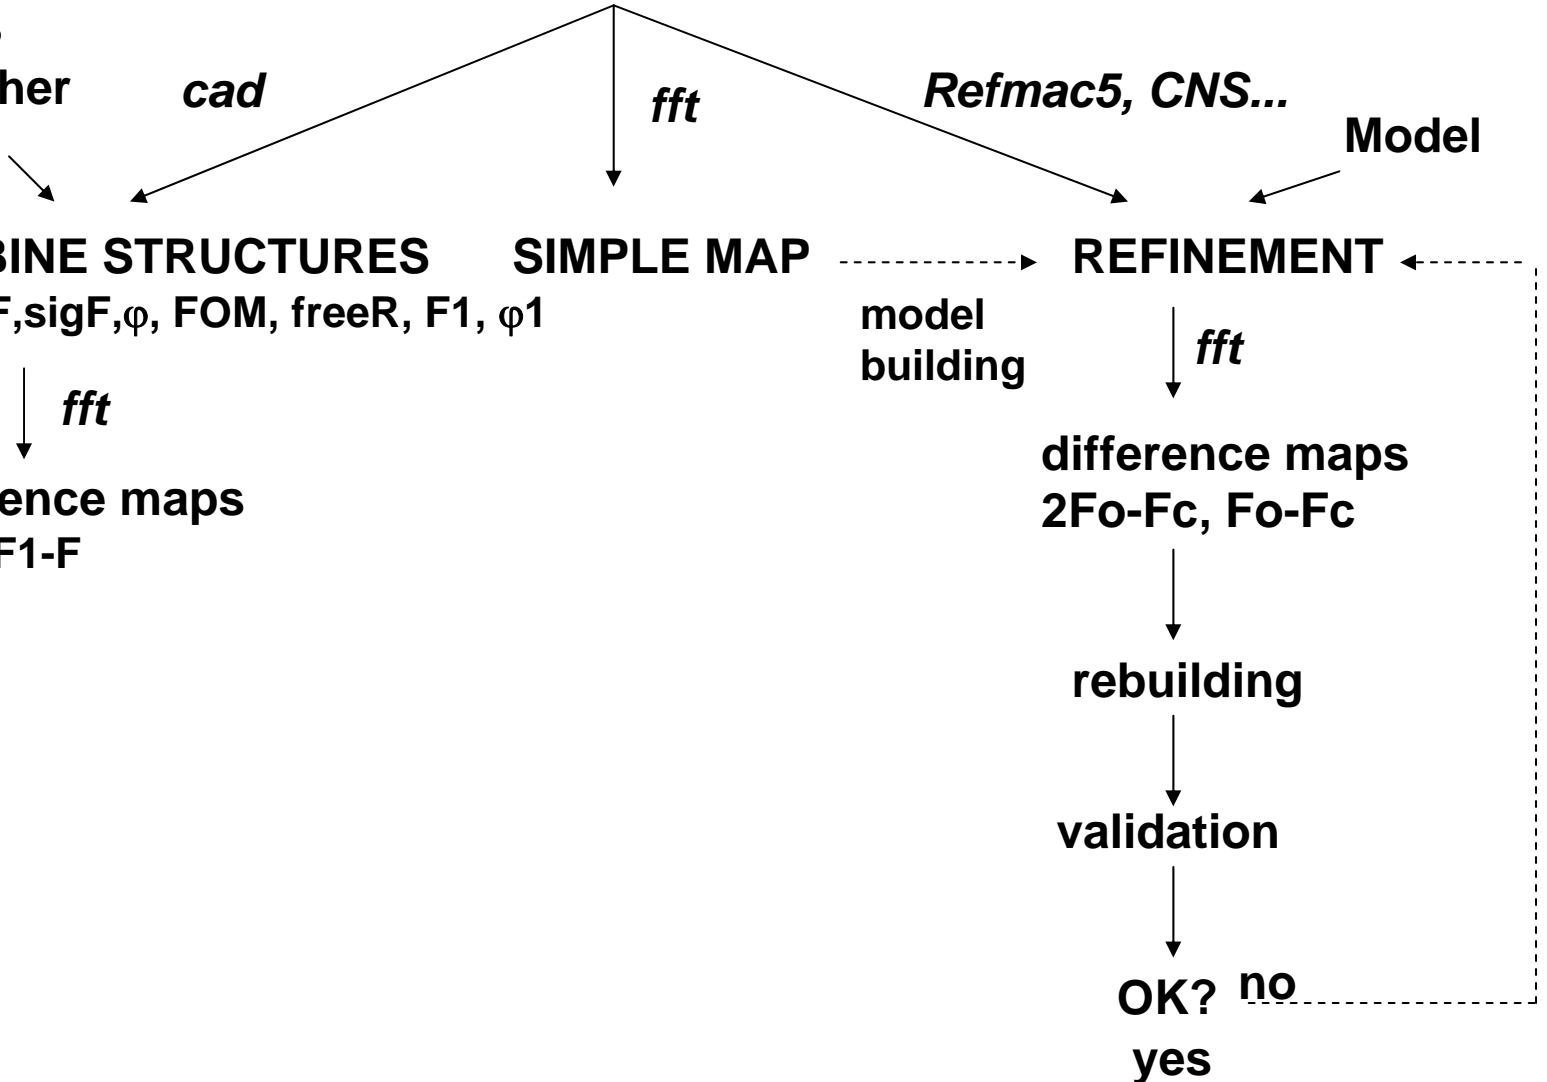 her
cad
fft
Refmac5, CNS...
Model
BINE STRUCTURES
SIMPLE MAP
REFINEMENT
F,sigF,φ, FOM, freeR, F1, φ1
model
building
fft
fft
ence maps
F1-F
difference maps
2Fo-Fc, Fo-Fc
rebuilding
validation
OK?
no
yes